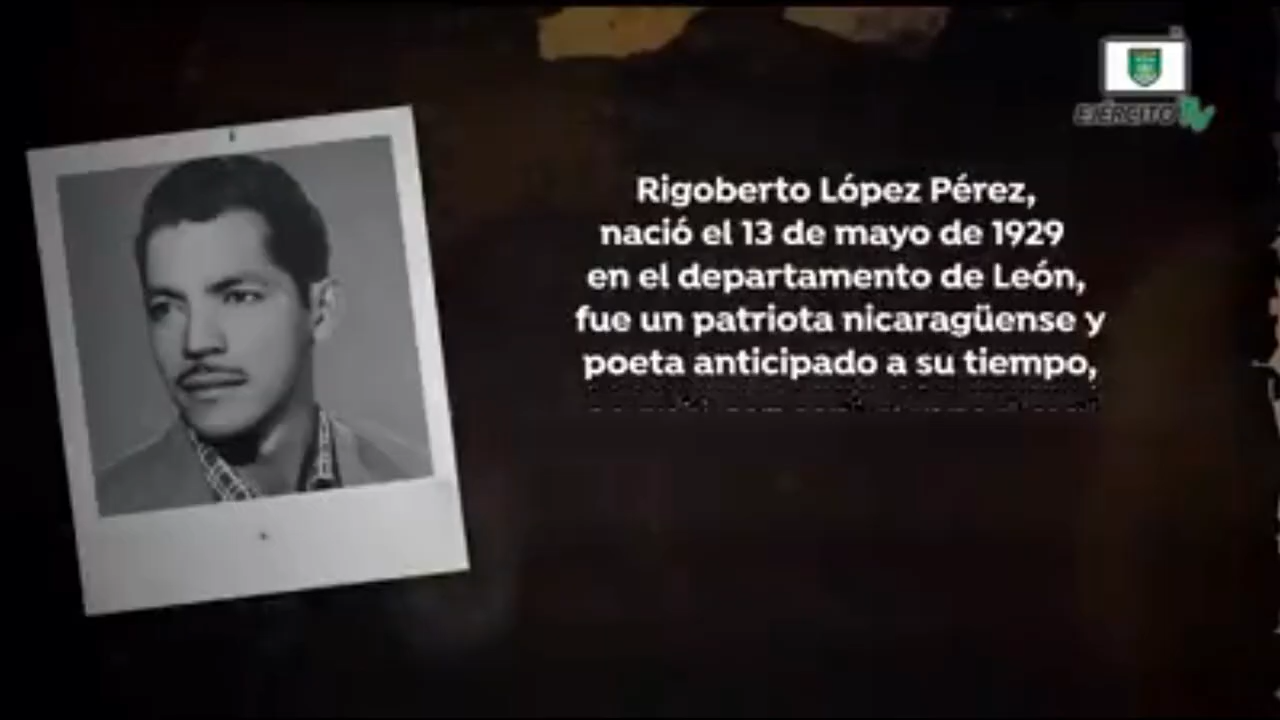 EJÉRCITO TV
Rigoberto López Pérez,
nació el 13 de mayo de 1929
en el departamento de León,
fue un patriota nicaragüense y
poeta anticipado a su tiempo,